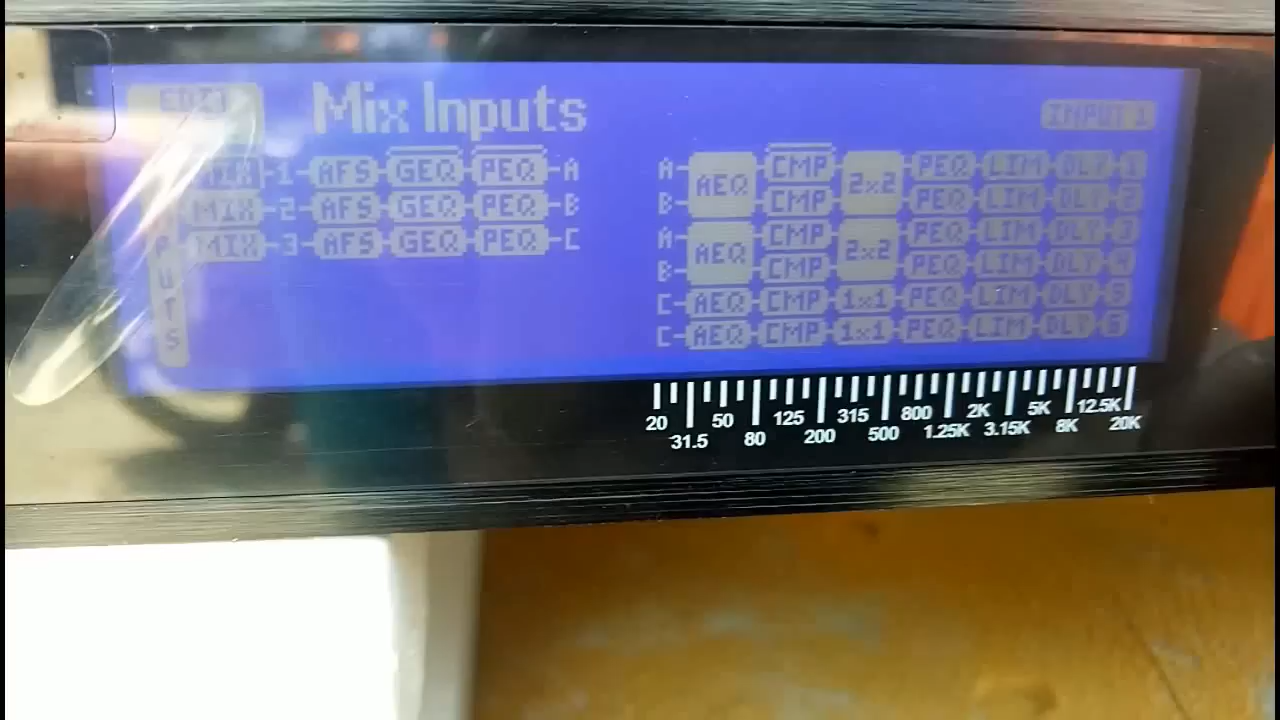 EDIT
Mix Inputs
INPUT 1
INPUTS
MIX-1-AFS-GEQ-PEQ-A
MIX-2-AFS-GEQ-PEQ-B
MIX-3-AFS-GEQ-PEQ-C
A-AEQ-CMP-2x2-PEQ-LIM-DLY-1
B-CMP-PEQ-LIM-DLY-2
A-AEQ-CMP-2x2-PEQ-LIM-DLY-3
B-CMP-PEQ-LIM-DLY-4
C-AEQ-CMP-1x1-PEQ-LIM-DLY-5
C-AEQ-CMP-1x1-PEQ-LIM-DLY-6
20 50 125 315 800 2K 5K 12.5K
31.5 80 200 500 1.25K 3.15K 8K 20K